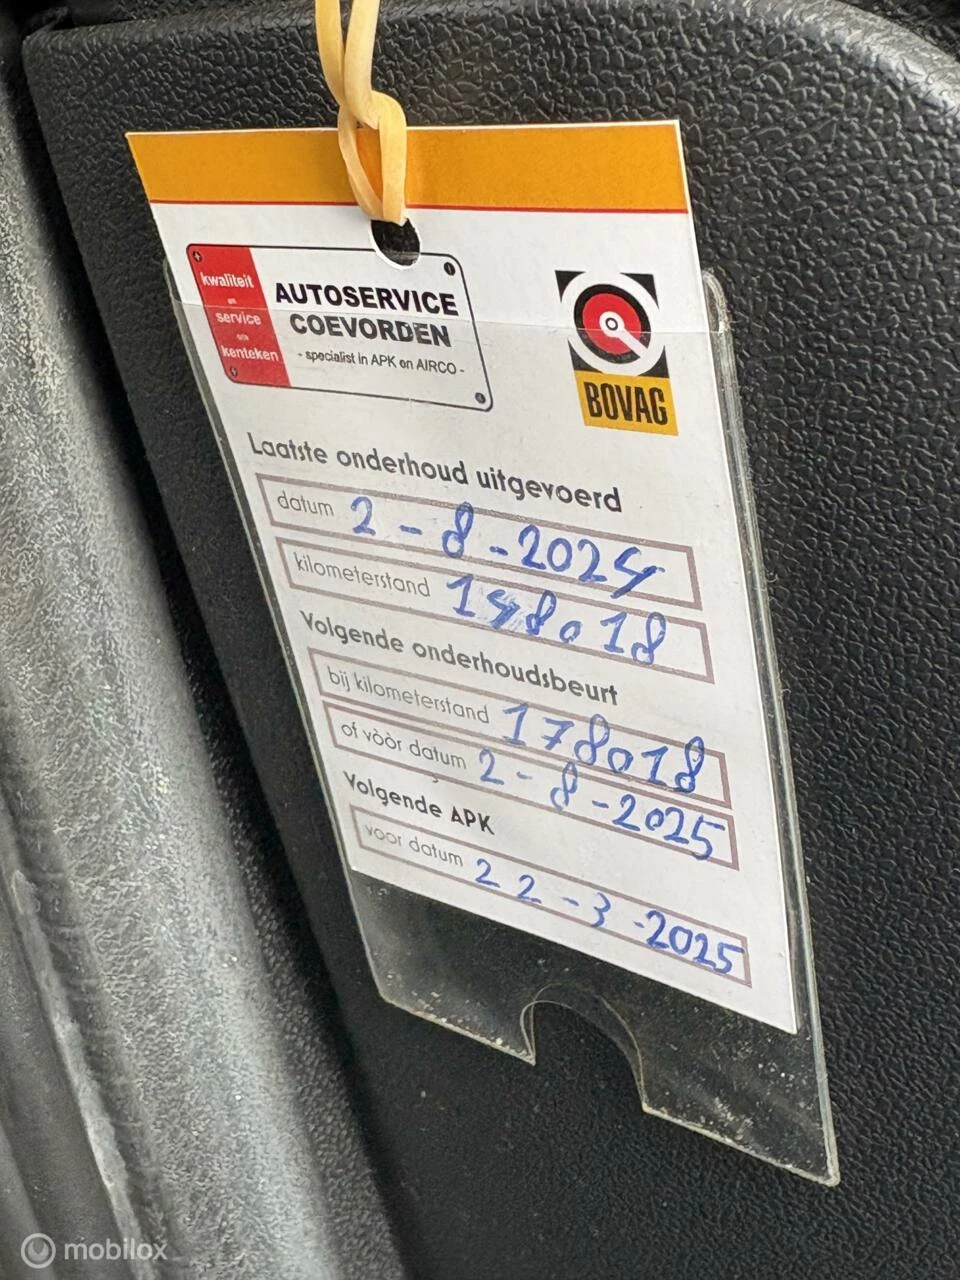 kwaliteit
en
service
kenteken
AUTOSERVICE
COEVORDEN
- specialist in APK en AIRCO -
BOVAG
Laatste onderhoud uitgevoerd
datum 2-8-2024
kilometerstand 148018
Volgende onderhoudsbeurt
bij kilometerstand 178018
of vòòr datum 2-8-2025
Volgende APK
voor datum 22-3-2025
mobilox